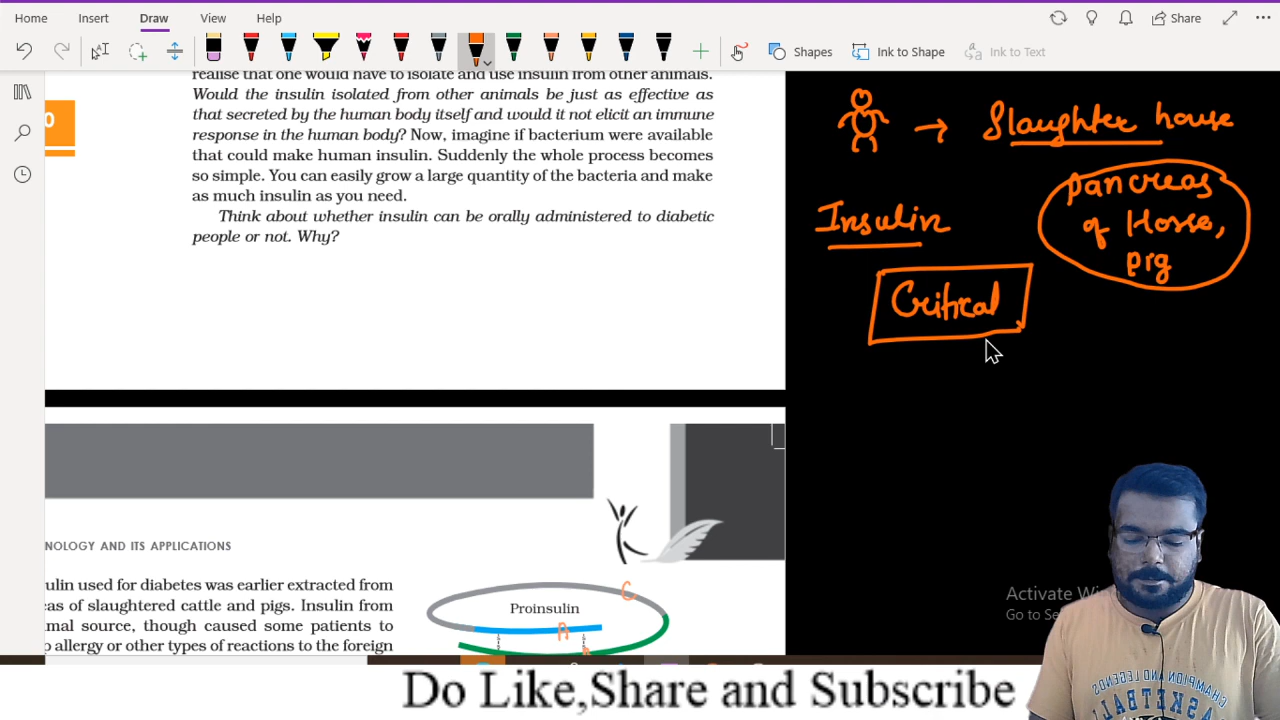 Home Insert Draw View Help Share
Shapes Ink to Shape Ink to Text
realise that one would have to isolate and use insulin from other animals.
Would the insulin isolated from other animals be just as effective as
that secreted by the human body itself and would it not elicit an immune
response in the human body? Now, imagine if bacterium were available
that could make human insulin. Suddenly the whole process becomes
so simple. You can easily grow a large quantity of the bacteria and make
as much insulin as you need.
Think about whether insulin can be orally administered to diabetic
people or not. Why?
0
→ Slaughter house
Pancreas
of Horse,
pig
Insulin
Critical
NOLOGY AND ITS APPLICATIONS
ulin used for diabetes was earlier extracted from
eas of slaughtered cattle and pigs. Insulin from
mal source, though caused some patients to
p allergy or other types of reactions to the foreign
Proinsulin
C
A
Activate Win
Go to Se
AND LEGENDS
BASKETBALL
Do Like,Share and Subscribe